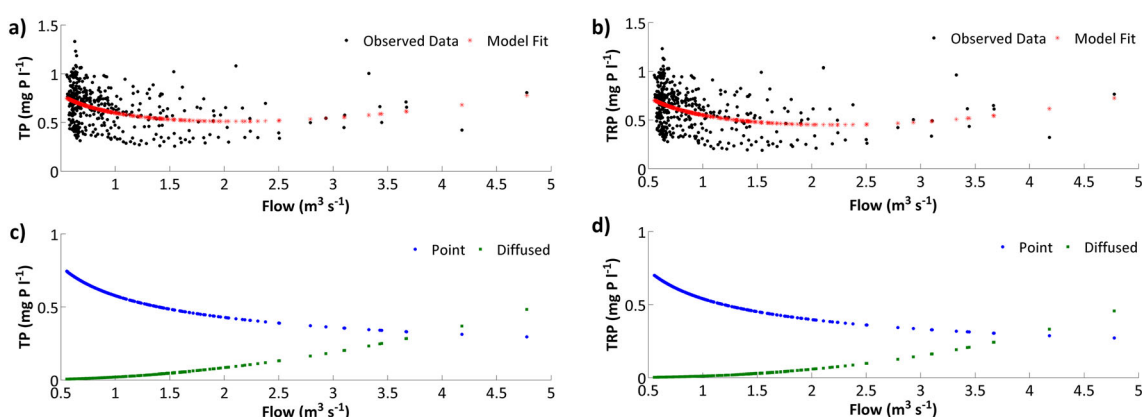 a)
Observed Data
Model Fit
TP (mg P l⁻¹)
1.5
1
0.5
0
1
1.5
2
2.5
3
3.5
4
4.5
5
Flow (m³ s⁻¹)
b)
Observed Data
Model Fit
TRP (mg P l⁻¹)
1.5
1
0.5
0
0.5
1
1.5
2
2.5
3
3.5
4
4.5
5
Flow (m³ s⁻¹)
c)
Point
Diffused
TP (mg P l⁻¹)
1
0.5
0
0.5
1
1.5
2
2.5
3
3.5
4
4.5
5
Flow (m³ s⁻¹)
d)
Point
Diffused
TRP (mg P l⁻¹)
1
0.5
0
0.5
1
1.5
2
2.5
3
3.5
4
4.5
5
Flow (m³ s⁻¹)